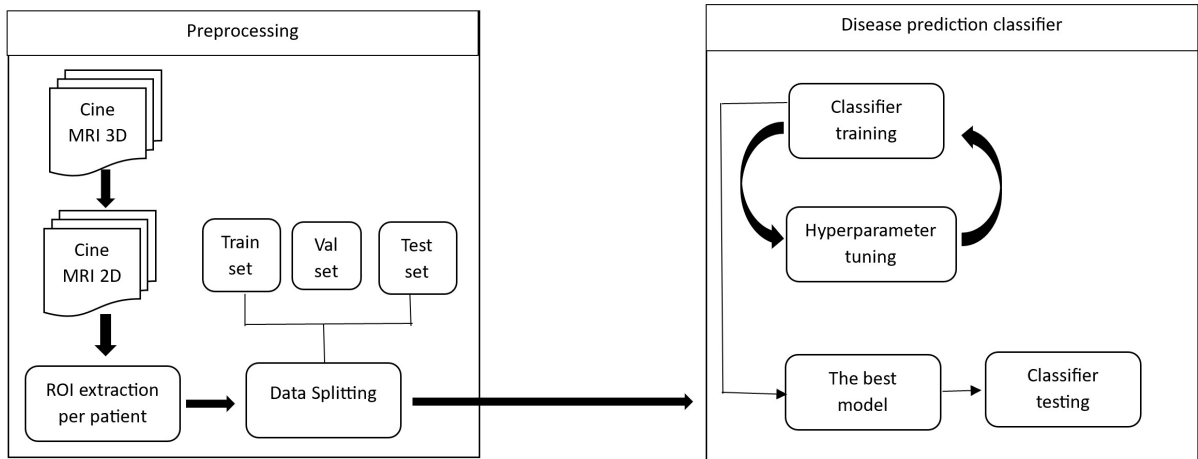 Preprocessing
Cine
MRI 3D
Cine
MRI 2D
ROI extraction
per patient
Train
set
Val
set
Test
set
Data Splitting
Disease prediction classifier
Classifier
training
Hyperparameter
tuning
The best
model
Classifier
testing